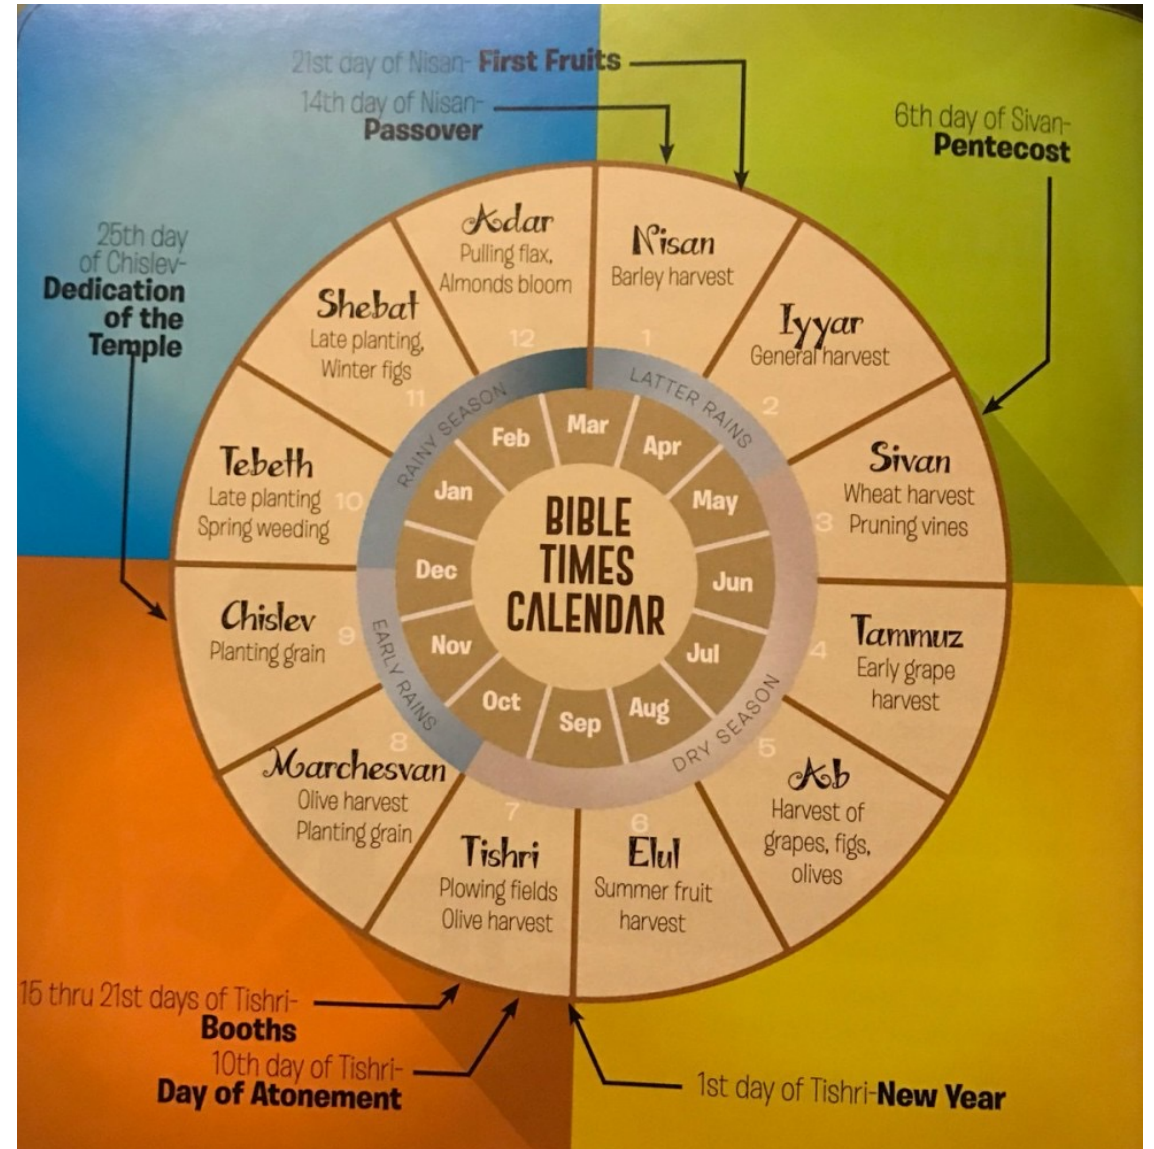 21st day of Nisan- First Fruits
14th day of Nisan-
Passover
6th day of Sivan-
Pentecost
25th day
of Chislev-
Dedication
of the
Temple
Adar
Pulling flax,
Almonds bloom
12
Nisan
Barley harvest
1
Iyyar
General harvest
2
Sivan
Wheat harvest
Pruning vines
3
Tammuz
Early grape
harvest
4
Ab
Harvest of
grapes, figs,
olives
5
Elul
Summer fruit
harvest
6
Tishri
Plowing fields
Olive harvest
7
Marchesvan
Olive harvest
Planting grain
8
Chislev
Planting grain
9
Tebeth
Late planting
Spring weeding
10
Shebat
Late planting,
Winter figs
11
RAINY SEASON
LATTER RAINS
DRY SEASON
EARLY RAINS
Mar
Apr
May
Jun
Jul
Aug
Sep
Oct
Nov
Dec
Jan
Feb
BIBLE
TIMES
CALENDAR
15 thru 21st days of Tishri-
Booths
10th day of Tishri-
Day of Atonement
1st day of Tishri-New Year